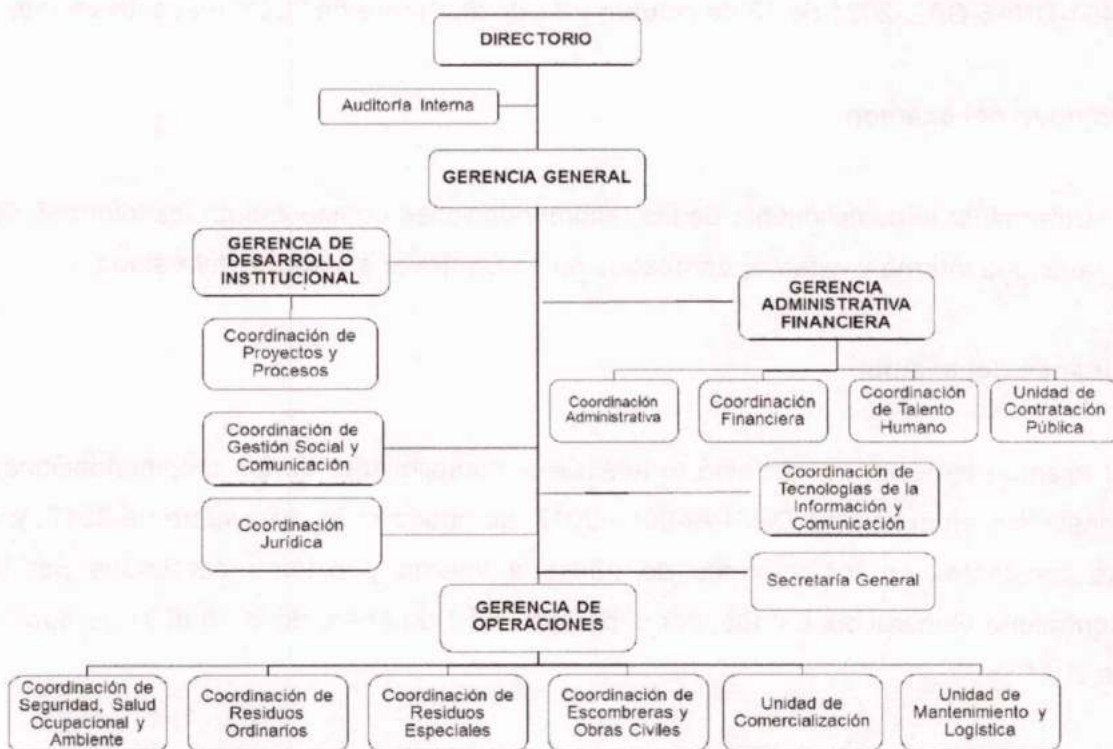 DIRECTORIO
Auditoría Interna
GERENCIA GENERAL
GERENCIA DE
DESARROLLO
INSTITUCIONAL
GERENCIA
ADMINISTRATIVA
FINANCIERA
Coordinación de
Proyectos y
Procesos
Coordinación
Administrativa
Coordinación
Financiera
Coordinación
de Talento
Humano
Unidad de
Contratación
Pública
Coordinación de
Gestión Social y
Comunicación
Coordinación de
Tecnologías de la
Información y
Comunicación
Coordinación
Jurídica
Secretaría General
GERENCIA DE
OPERACIONES
Coordinación de
Seguridad, Salud
Ocupacional y
Ambiente
Coordinación de
Residuos
Ordinarios
Coordinación de
Residuos
Especiales
Coordinación de
Escombreras y
Obras Civiles
Unidad de
Comercialización
Unidad de
Mantenimiento y
Logística